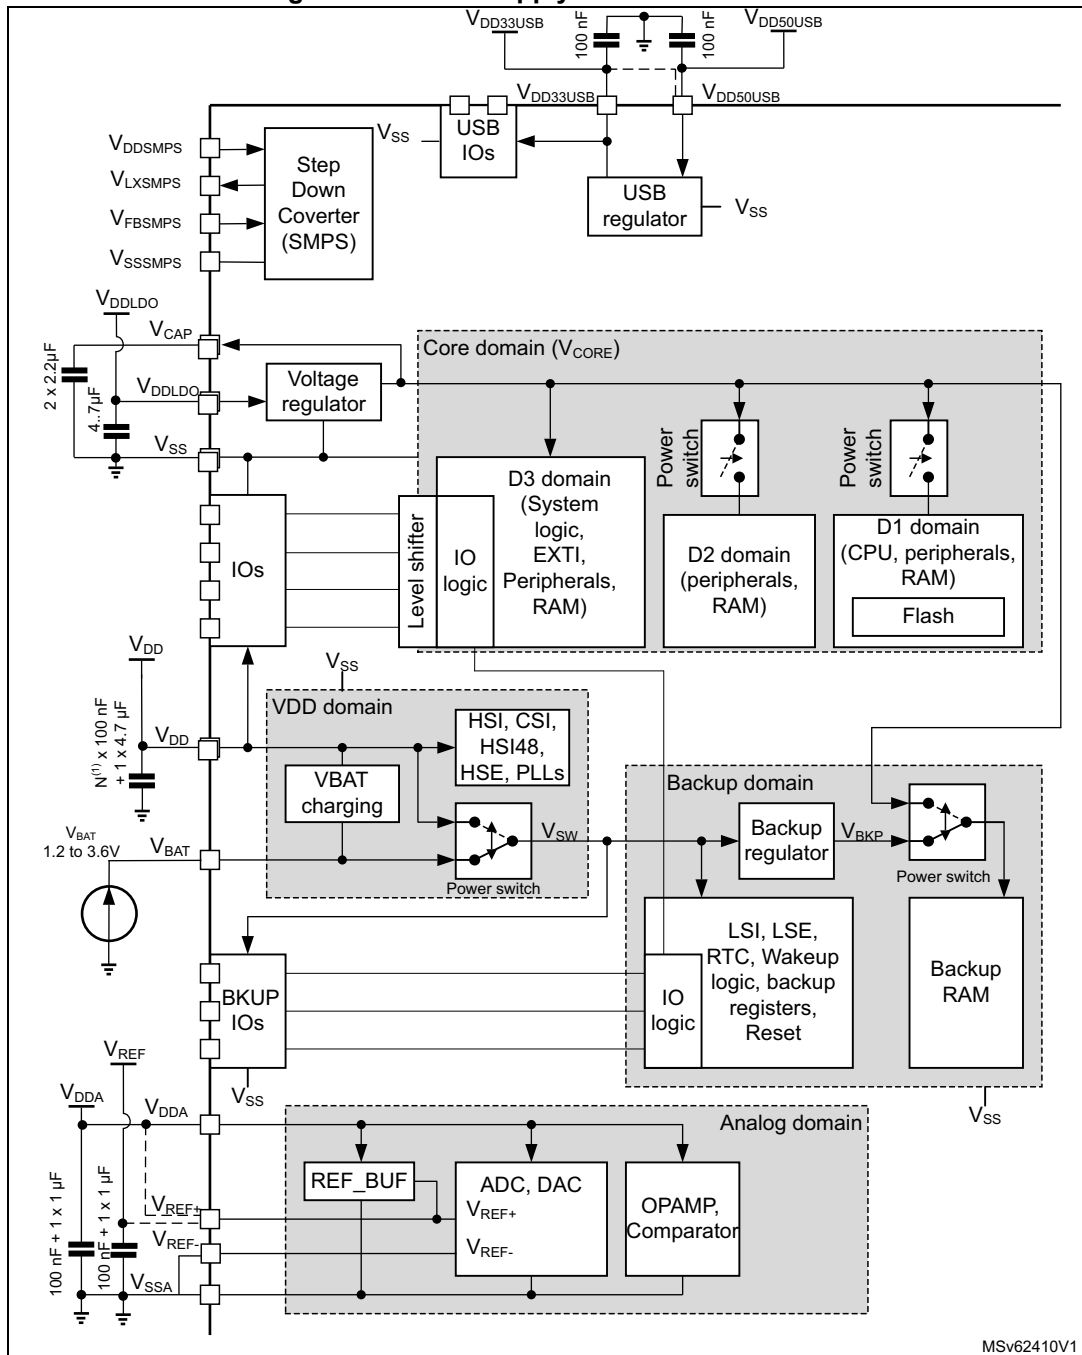 VDD33USB
100 nF
100 nF
VDD50USB
VDD33USB
VDD50USB
VSS
USB
IOs
USB
regulator
VSS
VDDSMPS
VLXSMPS
VFBSMPS
VSSSMPS
Step
Down
Coverter
(SMPS)
VDDLDO
VCAP
2 x 2.2µF
4..7µF
VDDLDO
VSS
Voltage
regulator
Core domain (VCORE)
Power
switch
Power
switch
D3 domain
(System
logic,
EXTI,
Peripherals,
RAM)
Level shifter
IO
logic
D2 domain
(peripherals,
RAM)
D1 domain
(CPU, peripherals,
RAM)
Flash
IOs
VDD
N(1) x 100 nF
+ 1 x 4.7 µF
VDD
VSS
VDD domain
HSI, CSI,
HSI48,
HSE, PLLs
VBAT
charging
VBAT
1.2 to 3.6V
VBAT
Power switch
VSW
Backup domain
Backup
regulator
VBKP
Power switch
LSI, LSE,
RTC, Wakeup
logic, backup
registers,
Reset
IO
logic
Backup
RAM
BKUP
IOs
VSS
VSS
VREF
VDDA
VDDA
100 nF + 1 x 1 µF
100 nF + 1 x 1 µF
VREF+
VREF-
VSSA
Analog domain
REF_BUF
ADC, DAC
VREF+
VREF-
OPAMP,
Comparator
MSv62410V1